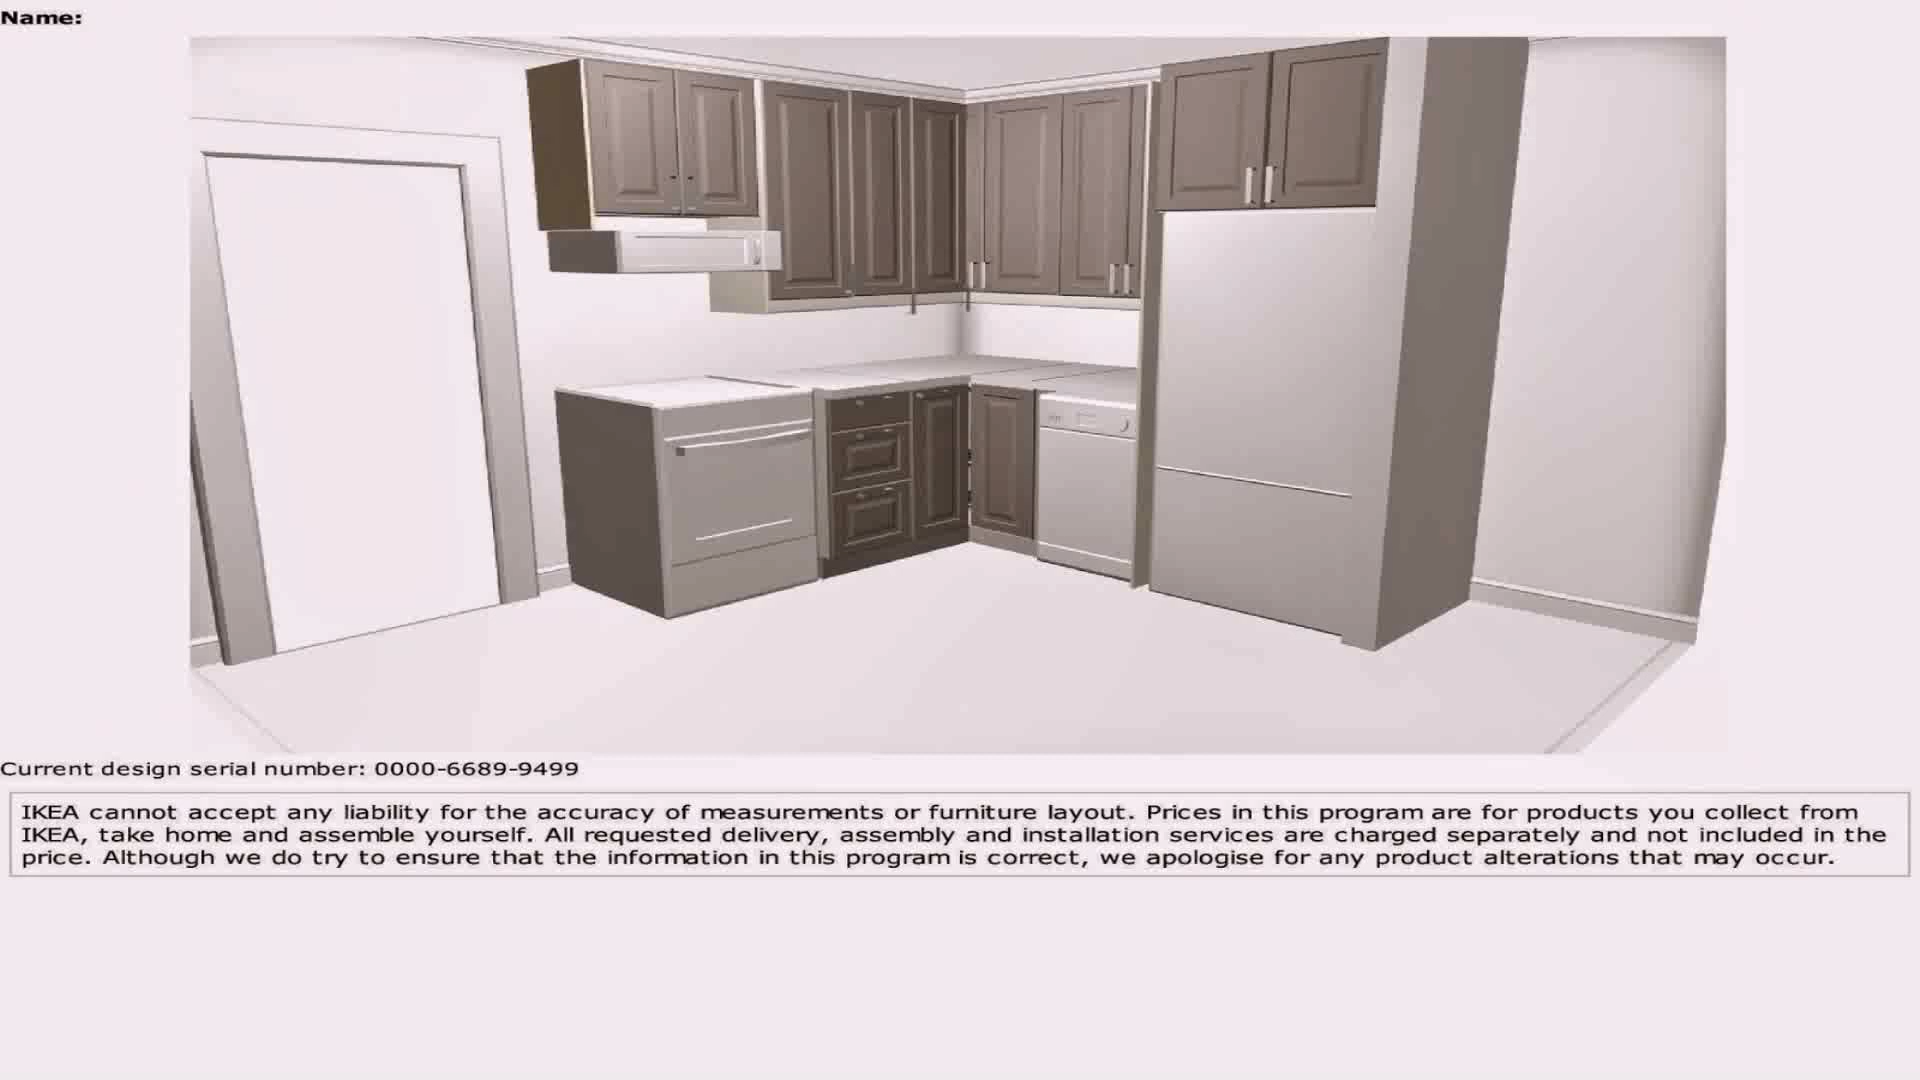 Name:
Current design serial number: 0000-6689-9499
IKEA cannot accept any liability for the accuracy of measurements or furniture layout. Prices in this program are for products you collect from
IKEA, take home and assemble yourself. All requested delivery, assembly and installation services are charged separately and not included in the
price. Although we do try to ensure that the information in this program is correct, we apologise for any product alterations that may occur.